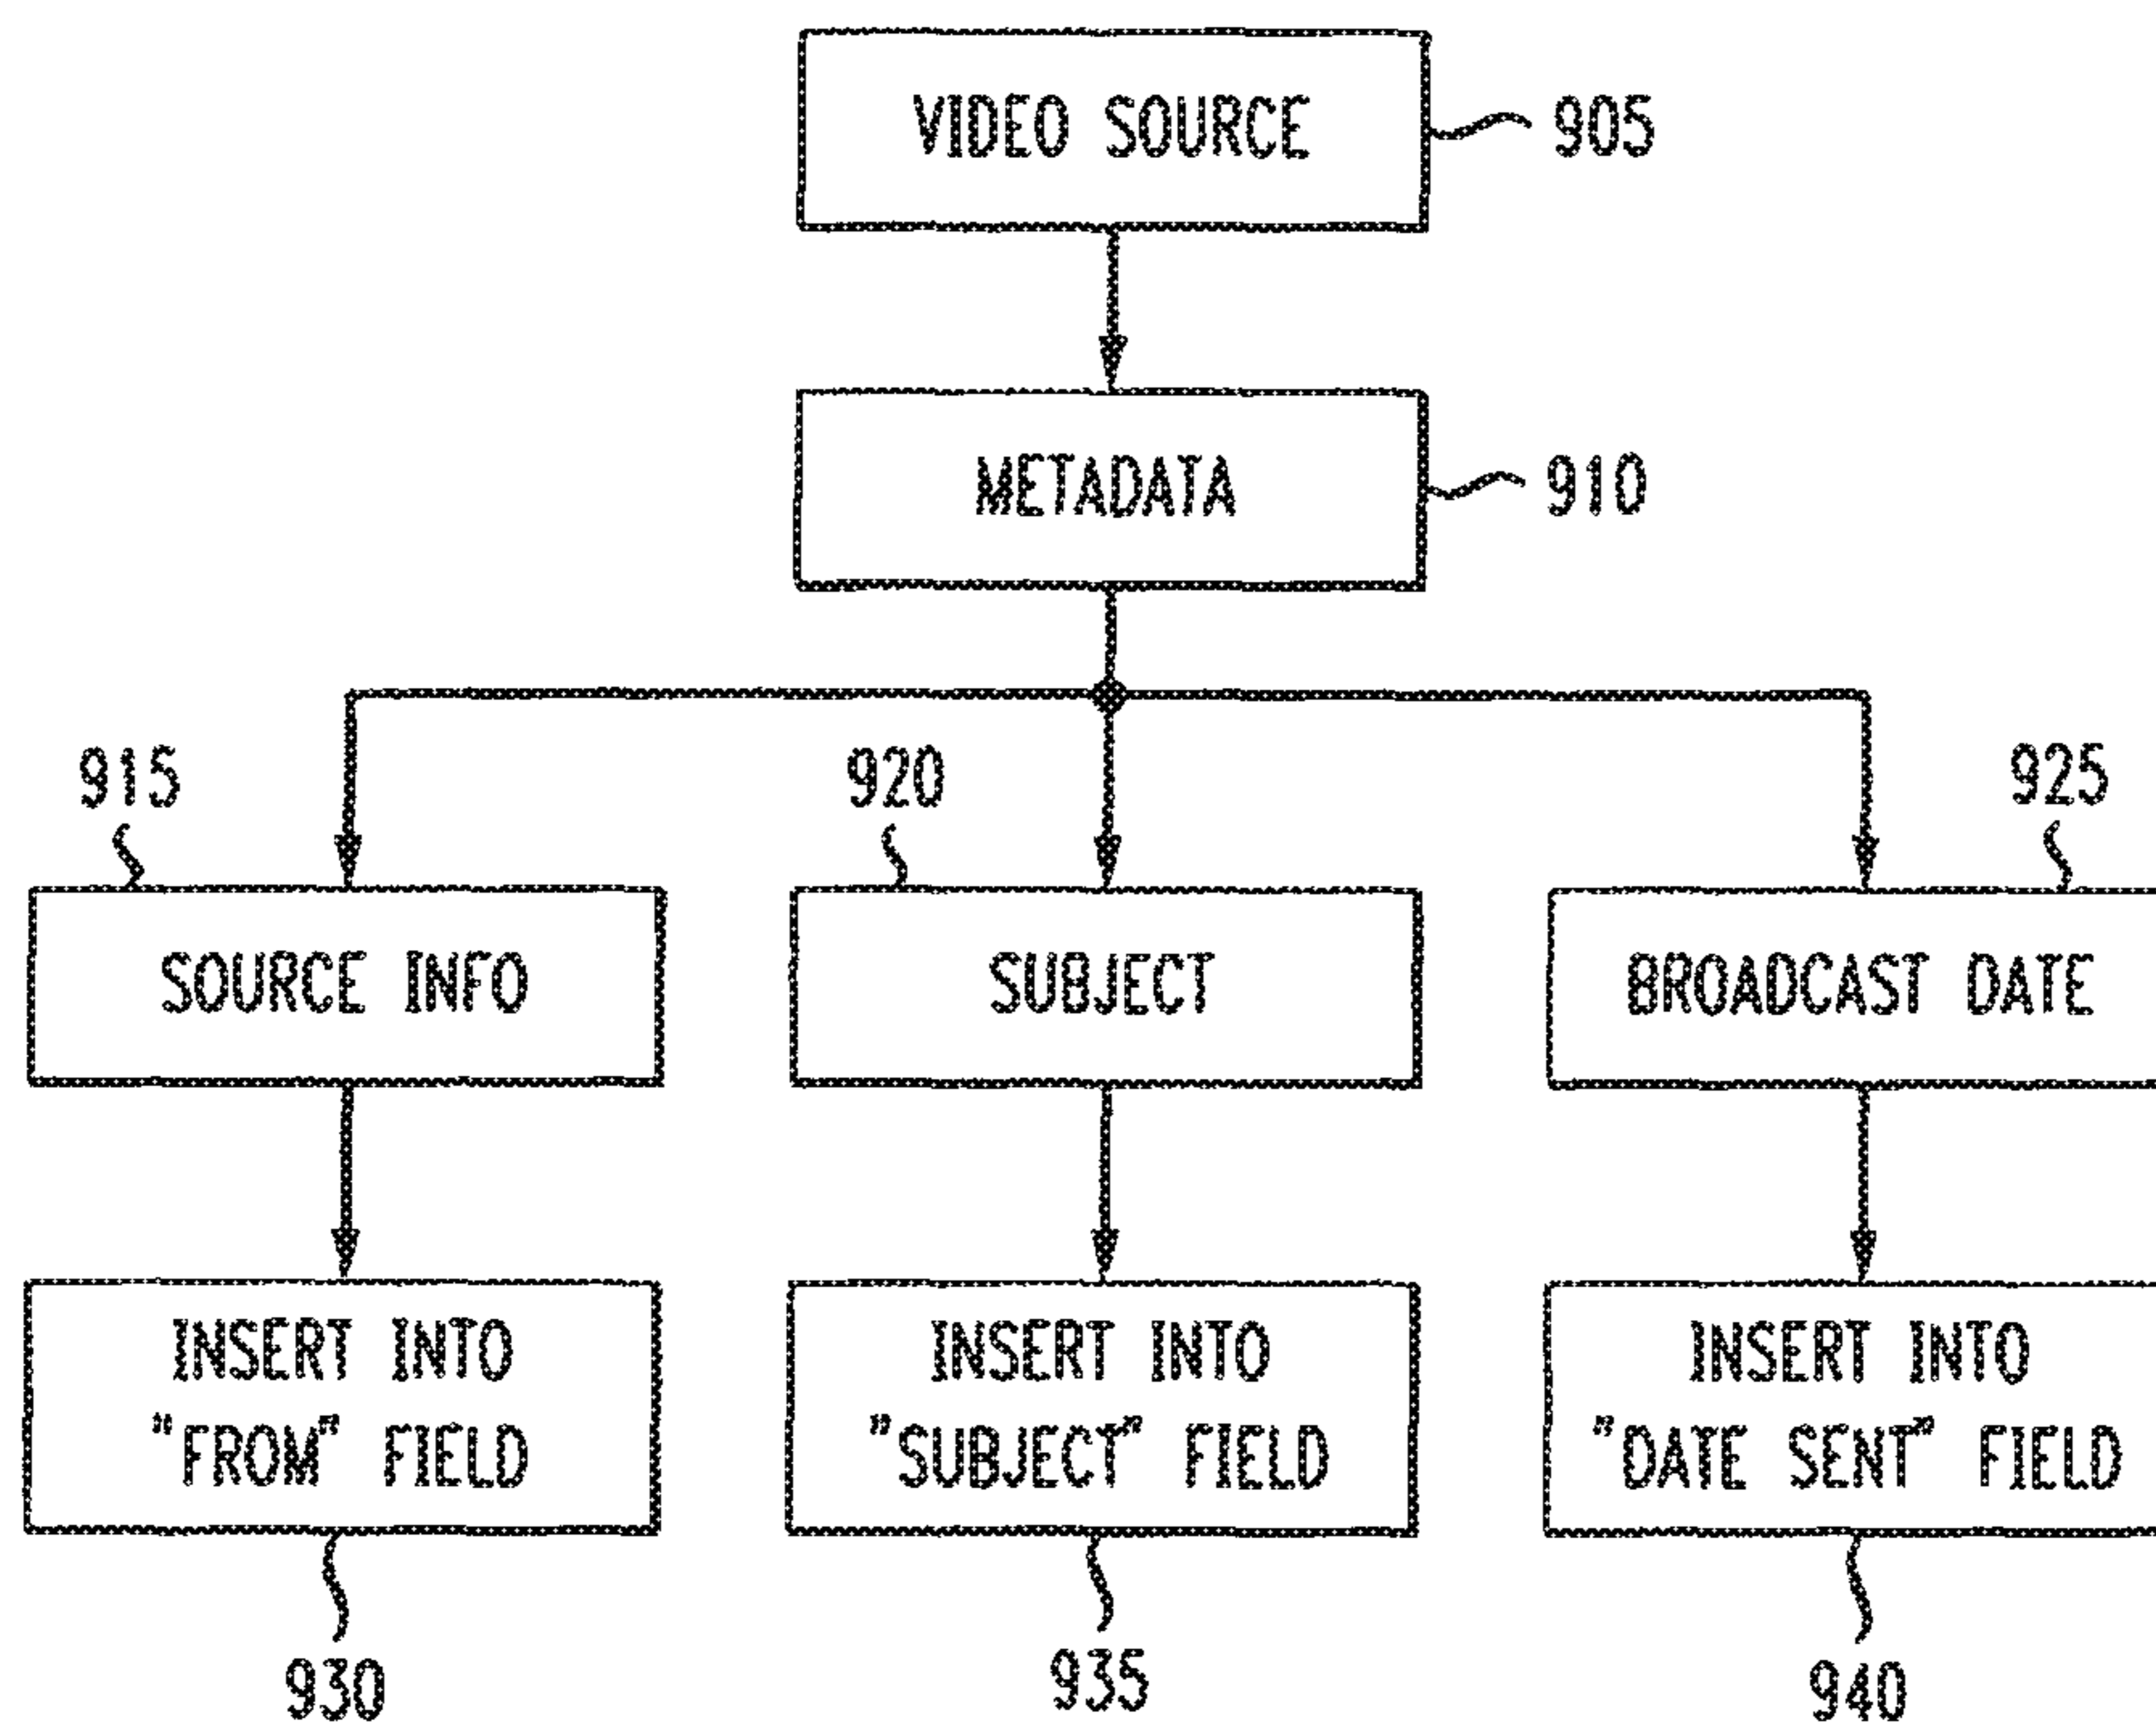 VIDEO SOURCE
905
METADATA
910
915
920
925
SOURCE INFO
SUBJECT
BROADCAST DATE
INSERT INTO
"FROM" FIELD
INSERT INTO
"SUBJECT" FIELD
INSERT INTO
"DATE SENT" FIELD
930
935
940